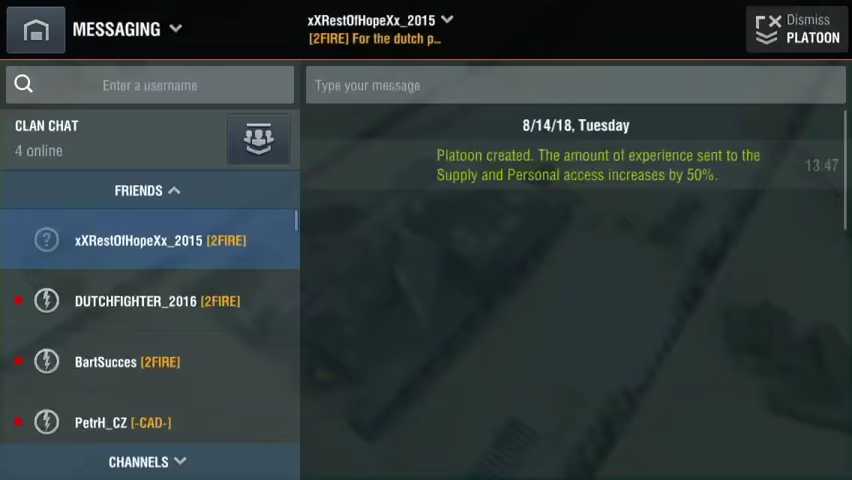 MESSAGING
xXRestOfHopeXx_2015
[2FIRE] For the dutch p...
Dismiss
PLATOON
Enter a username
Type your message
CLAN CHAT
4 online
8/14/18, Tuesday
Platoon created. The amount of experience sent to the
Supply and Personal access increases by 50%.
13:47
FRIENDS
xXRestOfHopeXx_2015 [2FIRE]
DUTCHFIGHTER_2016 [2FIRE]
BartSucces [2FIRE]
PetrH_CZ [-CAD-]
CHANNELS